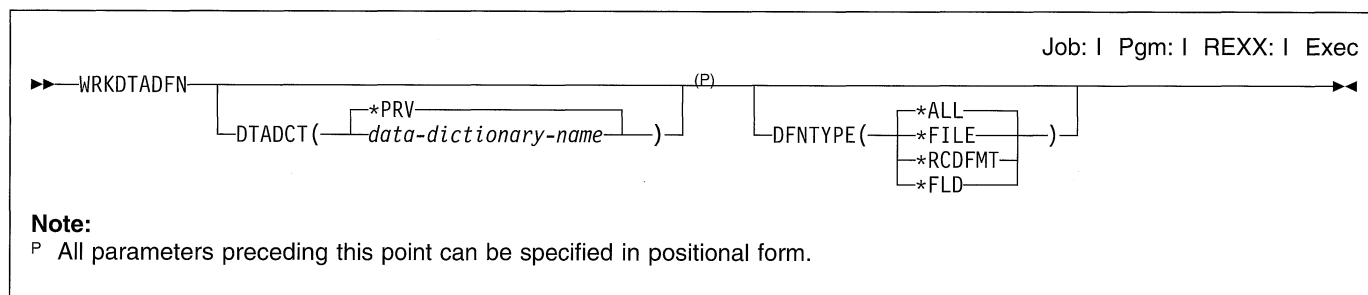 Job: I Pgm: I REXX: I Exec
WRKDTADFN (P)
*PRV *ALL
DTADCT( data-dictionary-name ) DFNTYPE( *FILE )
*RCDFMT
*FLD
Note:
P All parameters preceding this point can be specified in positional form.